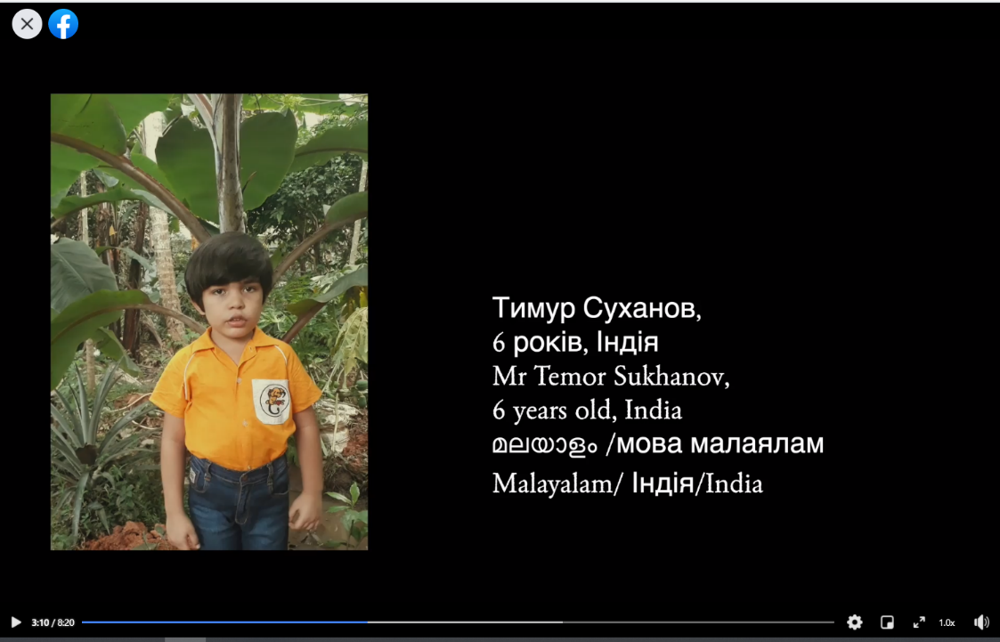 Тимур Суханов,
6 років, Індія
Mr Temor Sukhanov,
6 years old, India
മലയാളം /мова малаялам
Malayalam/ Індія/India
3:10 / 8:20
1.0x